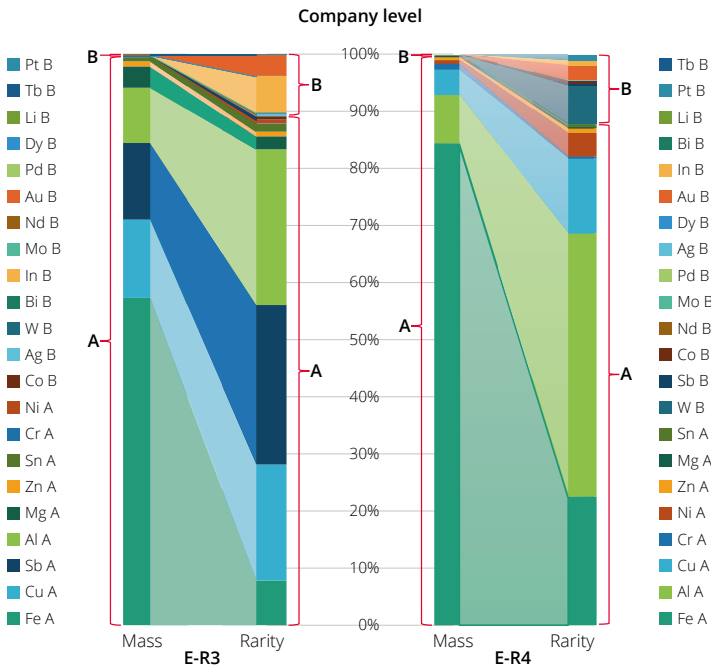 Company level
Pt B
Tb B
Li B
Dy B
Pd B
Au B
Nd B
Mo B
In B
Bi B
W B
Ag B
Co B
Ni A
Cr A
Sn A
Zn A
Mg A
Al A
Sb A
Cu A
Fe A
B
A
B
A
Mass
Rarity
E-R3
100%
90%
80%
70%
60%
50%
40%
30%
20%
10%
0%
B
A
B
A
Mass
Rarity
E-R4
Tb B
Pt B
Li B
Bi B
In B
Au B
Dy B
Ag B
Pd B
Mo B
Nd B
Co B
Sb B
W B
Sn A
Mg A
Zn A
Ni A
Cr A
Cu A
Al A
Fe A